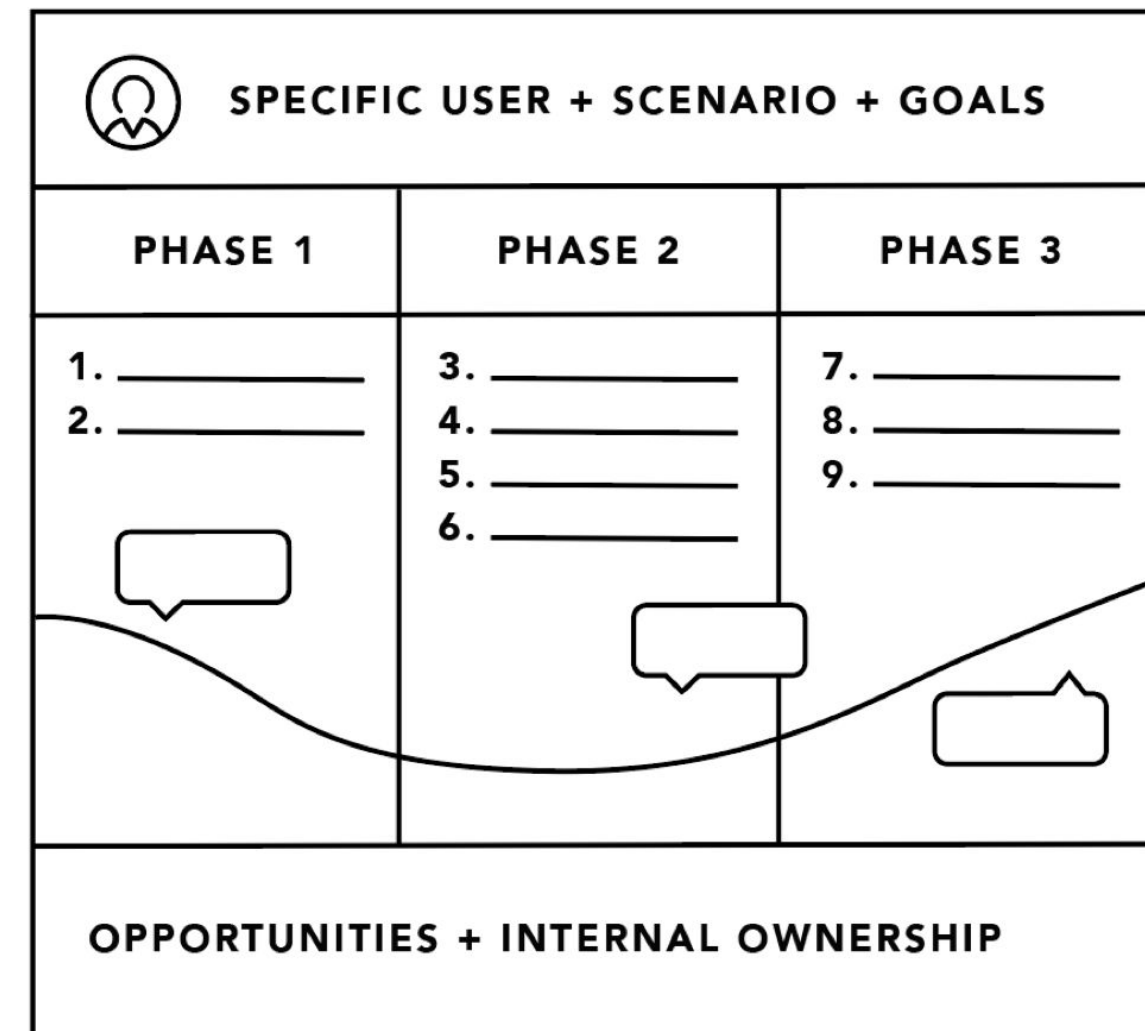 SPECIFIC USER + SCENARIO + GOALS
PHASE 1
PHASE 2
PHASE 3
1.
2.
3.
4.
5.
6.
7.
8.
9.
OPPORTUNITIES + INTERNAL OWNERSHIP